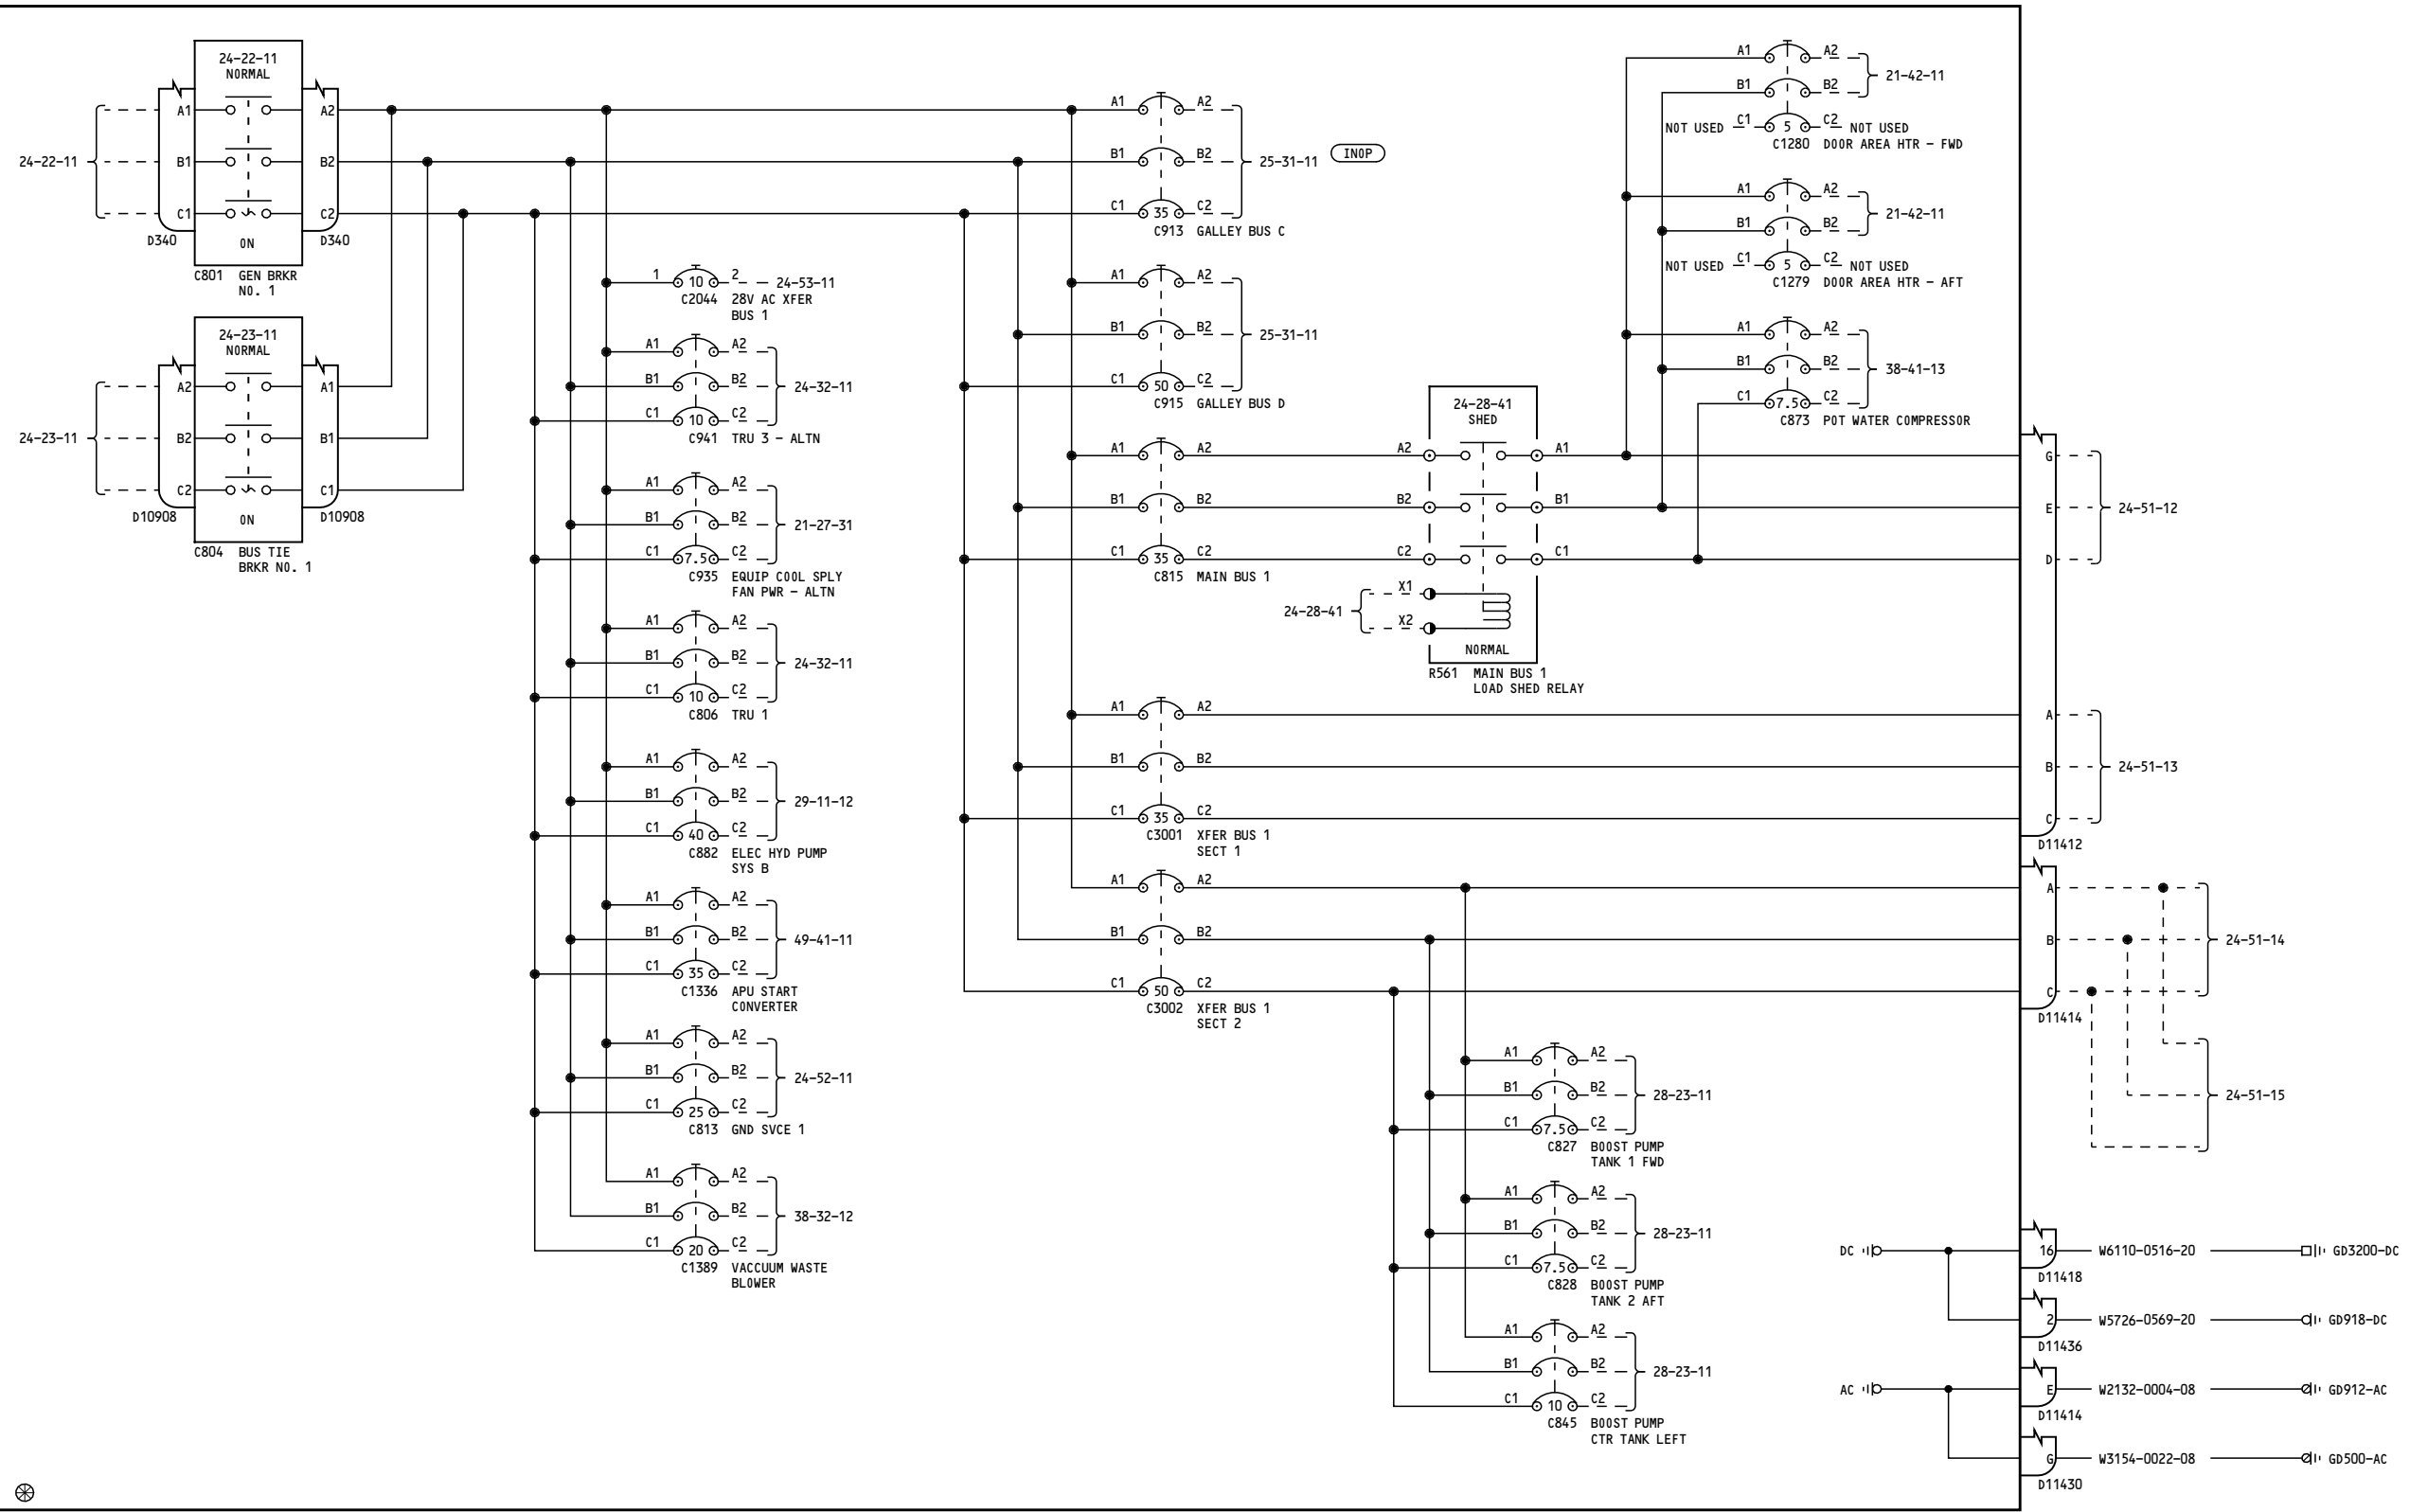 24-22-11
NORMAL
A1
B1
C1
A2
B2
C2
24-22-11
D340
D340
ON
C801 GEN BRKR
NO. 1
24-23-11
NORMAL
A2
B2
C2
A1
B1
C1
24-23-11
D10908
D10908
ON
C804 BUS TIE
BRKR NO. 1
1 10 2 24-53-11
C2044 28V AC XFER
BUS 1
A1 A2
B1 B2 24-32-11
C1 10 C2
C941 TRU 3 - ALTN
A1 A2
B1 B2 21-27-31
C1 7.5 C2
C935 EQUIP COOL SPLY
FAN PWR - ALTN
A1 A2
B1 B2 24-32-11
C1 10 C2
C806 TRU 1
A1 A2
B1 B2 29-11-12
C1 40 C2
C882 ELEC HYD PUMP
SYS B
A1 A2
B1 B2 49-41-11
C1 35 C2
C1336 APU START
CONVERTER
A1 A2
B1 B2 24-52-11
C1 25 C2
C813 GND SVCE 1
A1 A2
B1 B2 38-32-12
C1 20 C2
C1389 VACCUUM WASTE
BLOWER
A1 A2
B1 B2 25-31-11 INOP
C1 35 C2
C913 GALLEY BUS C
A1 A2
B1 B2 25-31-11
C1 50 C2
C915 GALLEY BUS D
A1 A2
B1 B2
C1 35 C2
C815 MAIN BUS 1
24-28-41
SHED
A2 A1
B2 B1
C2 C1
X1
24-28-41
X2
NORMAL
R561 MAIN BUS 1
LOAD SHED RELAY
A1 A2
B1 B2
C1 35 C2
C3001 XFER BUS 1
SECT 1
A1 A2
B1 B2
C1 50 C2
C3002 XFER BUS 1
SECT 2
A1 A2
B1 B2 28-23-11
C1 7.5 C2
C827 BOOST PUMP
TANK 1 FWD
A1 A2
B1 B2 28-23-11
C1 7.5 C2
C828 BOOST PUMP
TANK 2 AFT
A1 A2
B1 B2 28-23-11
C1 10 C2
C845 BOOST PUMP
CTR TANK LEFT
A1 A2
21-42-11
B1 B2
NOT USED C1 5 C2 NOT USED
C1280 DOOR AREA HTR - FWD
A1 A2
21-42-11
B1 B2
NOT USED C1 5 C2 NOT USED
C1279 DOOR AREA HTR - AFT
A1 A2
B1 B2 38-41-13
C1 7.5 C2
C873 POT WATER COMPRESSOR
G
E 24-51-12
D
A
B 24-51-13
C
D11412
A
B 24-51-14
C
D11414
24-51-15
DC 16 W6110-0516-20 GD3200-DC
D11418
2 W5726-0569-20 GD918-DC
D11436
AC E W2132-0004-08 GD912-AC
D11414
G W3154-0022-08 GD500-AC
D11430